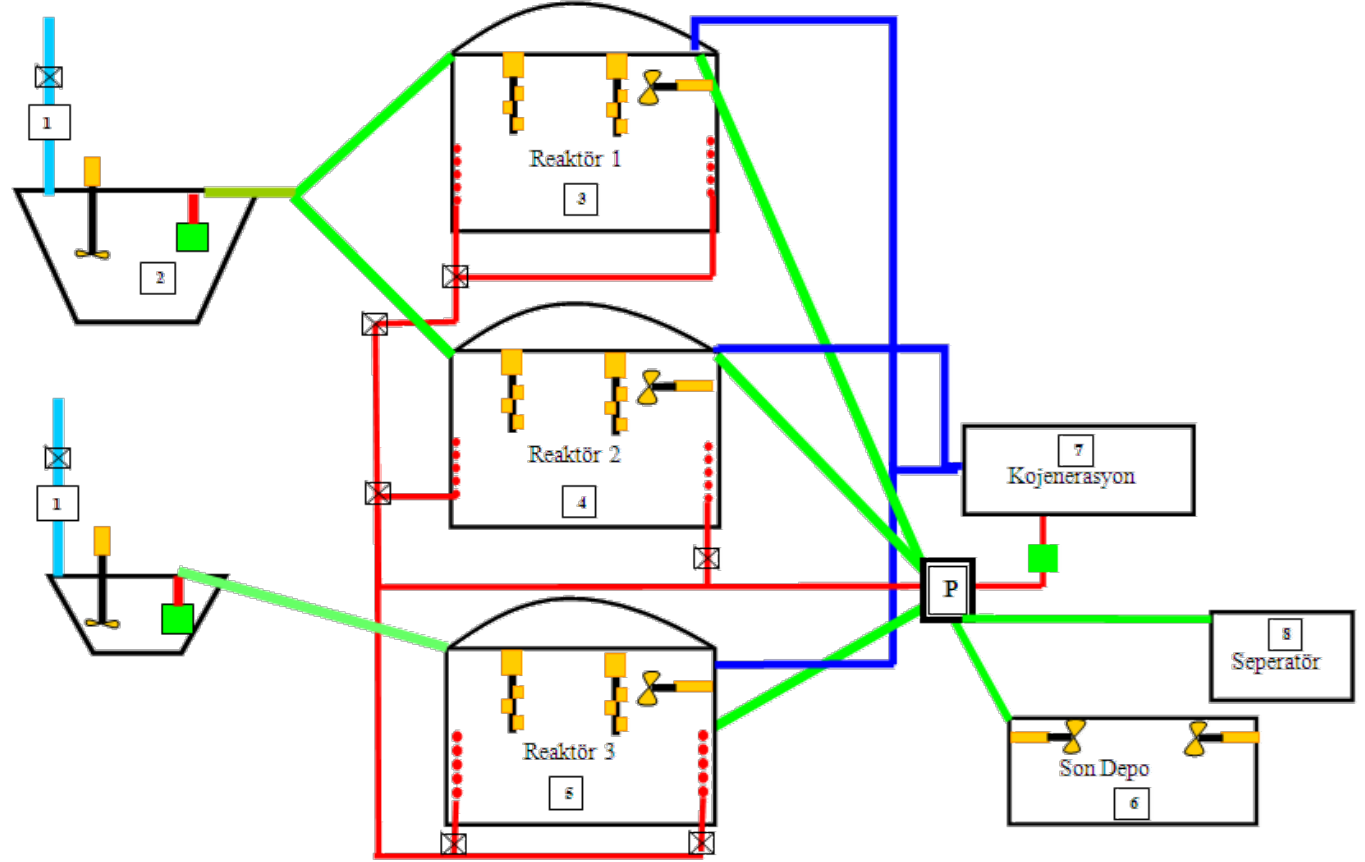 1
2
Reaktör 1
3
Reaktör 2
4
1
7
Kojenerasyon
P
8
Seperatör
Reaktör 3
5
Son Depo
6